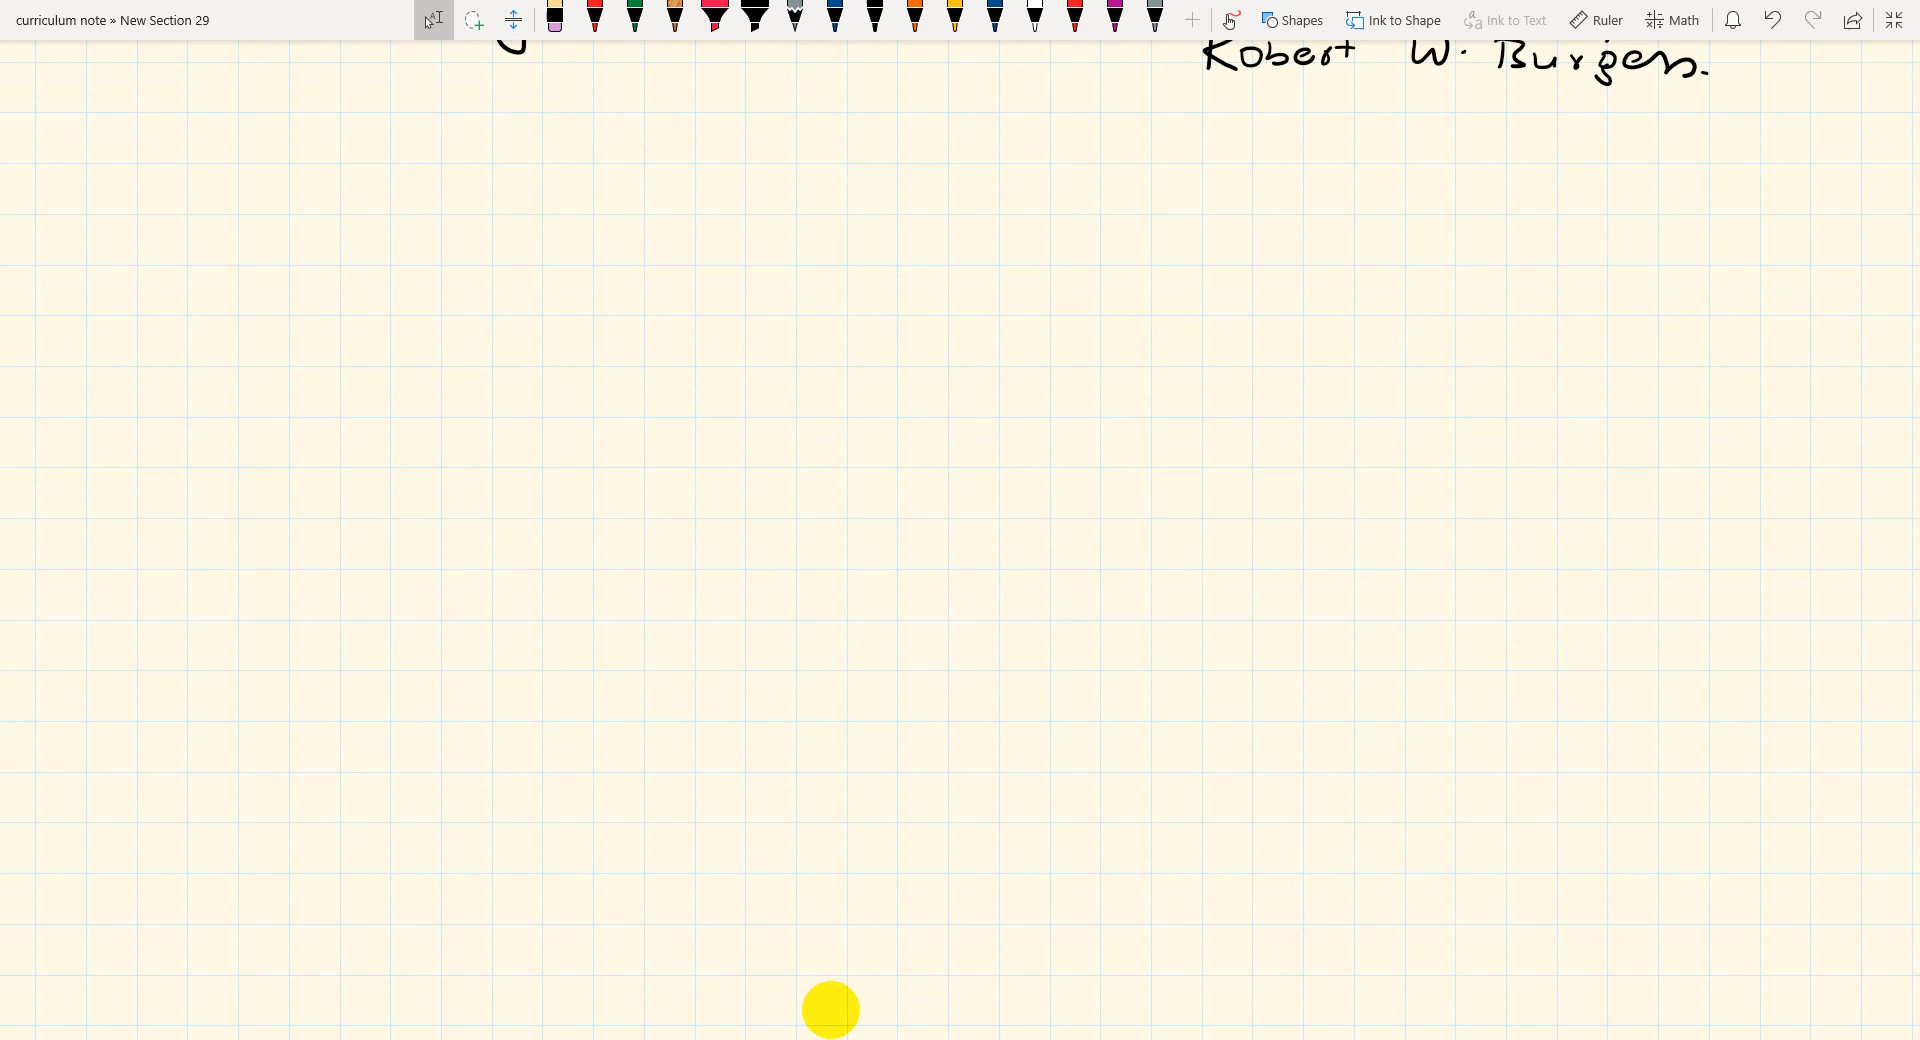 curriculum note » New Section 29 Shapes Ink to Shape Ink to Text Ruler Math
Robert W. Burgess.